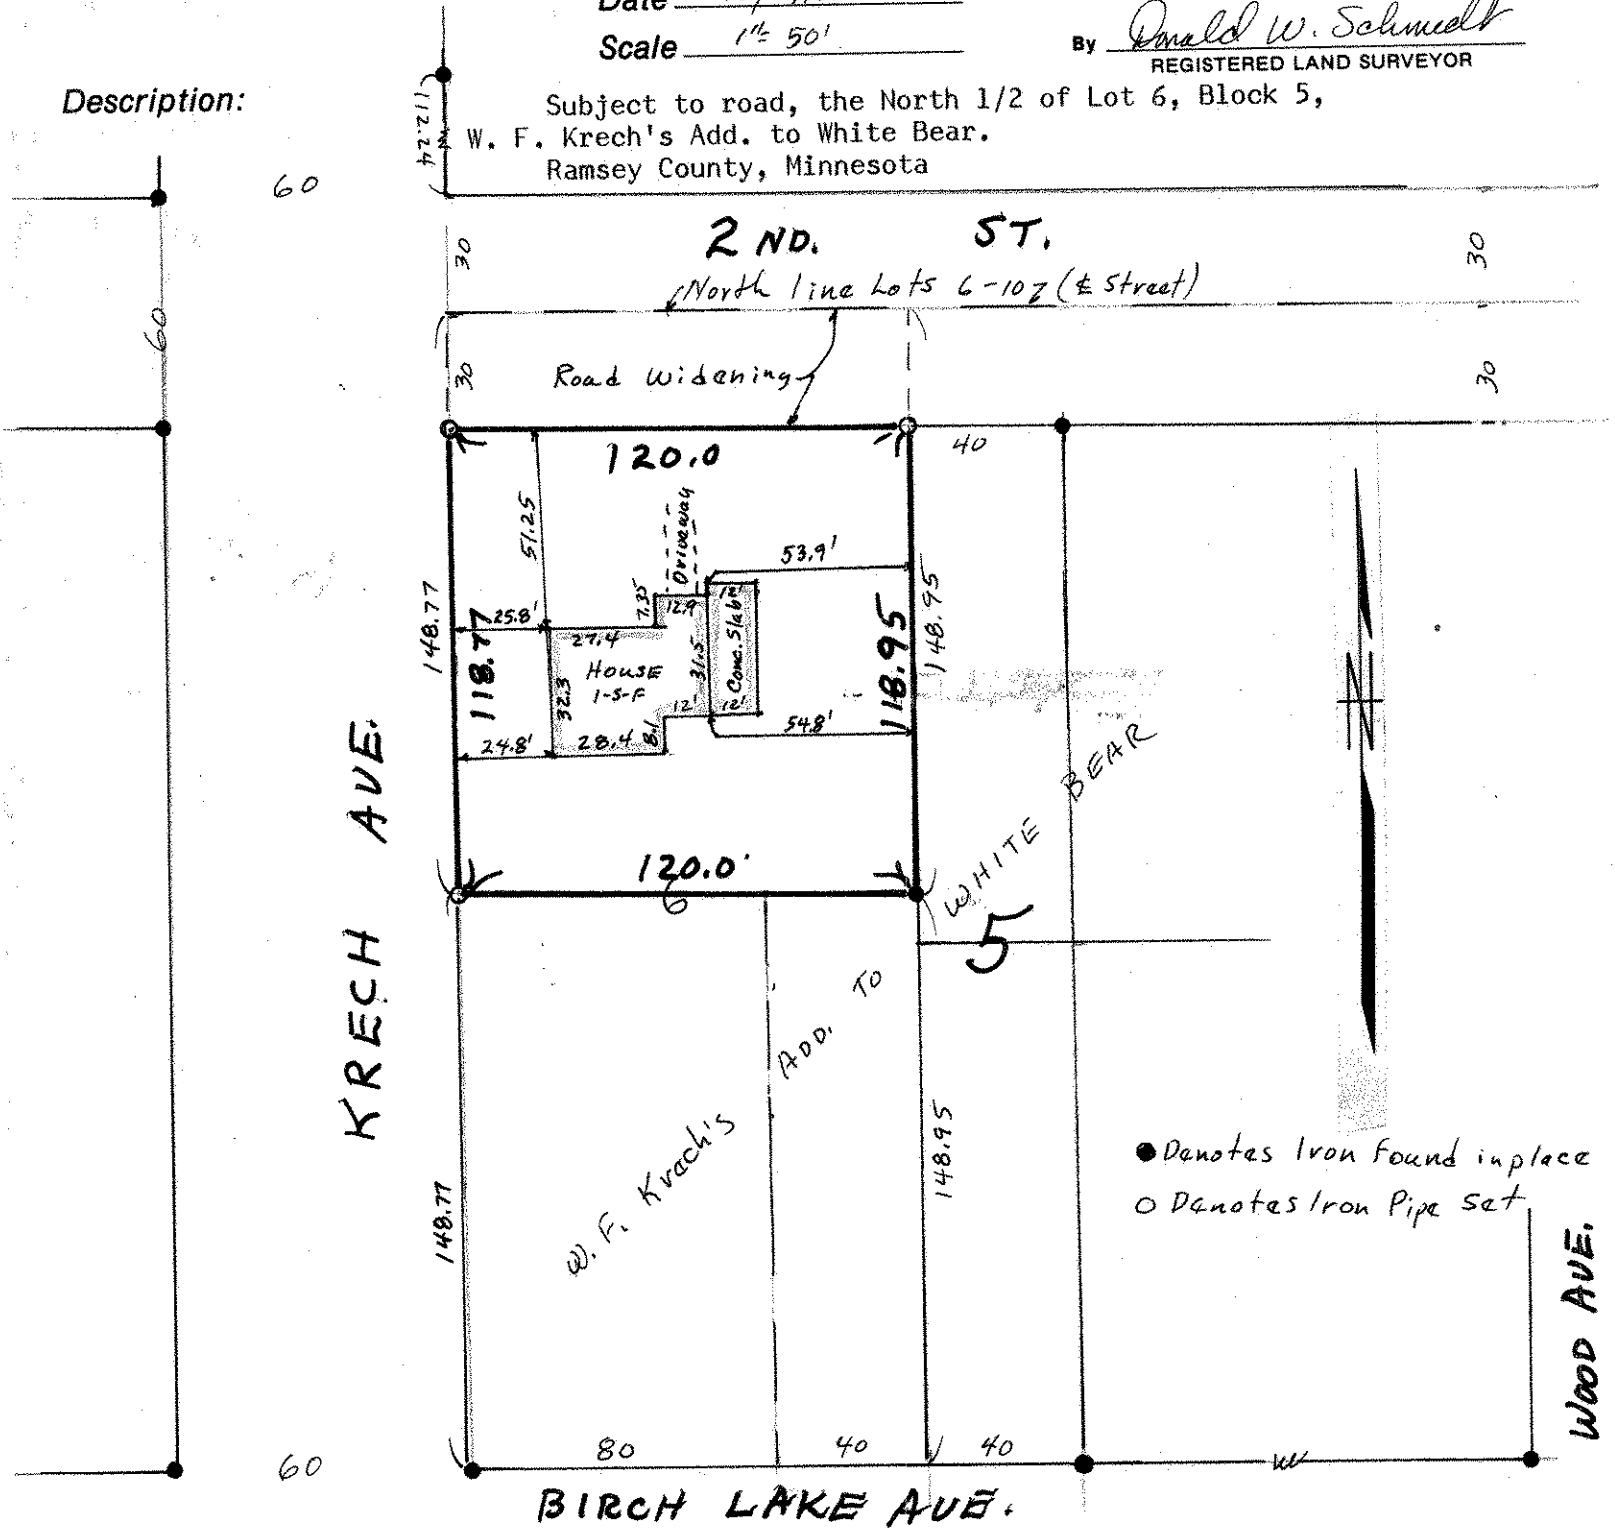 Date
Scale 1"= 50'
By Donald W. Schmidt
REGISTERED LAND SURVEYOR
Description:
Subject to road, the North 1/2 of Lot 6, Block 5,
W. F. Krech's Add. to White Bear.
Ramsey County, Minnesota
112.24
60
2 ND. ST.
30
30
North line Lots 6-10 (℄ Street)
60
30
Road Widening
30
120.0
40
51.25
Driveway
53.9'
148.77
118.77
25.8'
7.35
12.9
12'
27.4
House
1-S-F
32.3
31.5
Conc. Slab
118.95
148.95
12'
12'
54.8'
24.8'
28.4
8.1
N
KRECH AVE.
120.0'
6
5
W. F. Krech's ADD. TO WHITE BEAR
148.77
148.95
● Denotes Iron Found inplace
○ Denotes Iron Pipe Set
WOOD AVE.
60
80
40
40
BIRCH LAKE AVE.